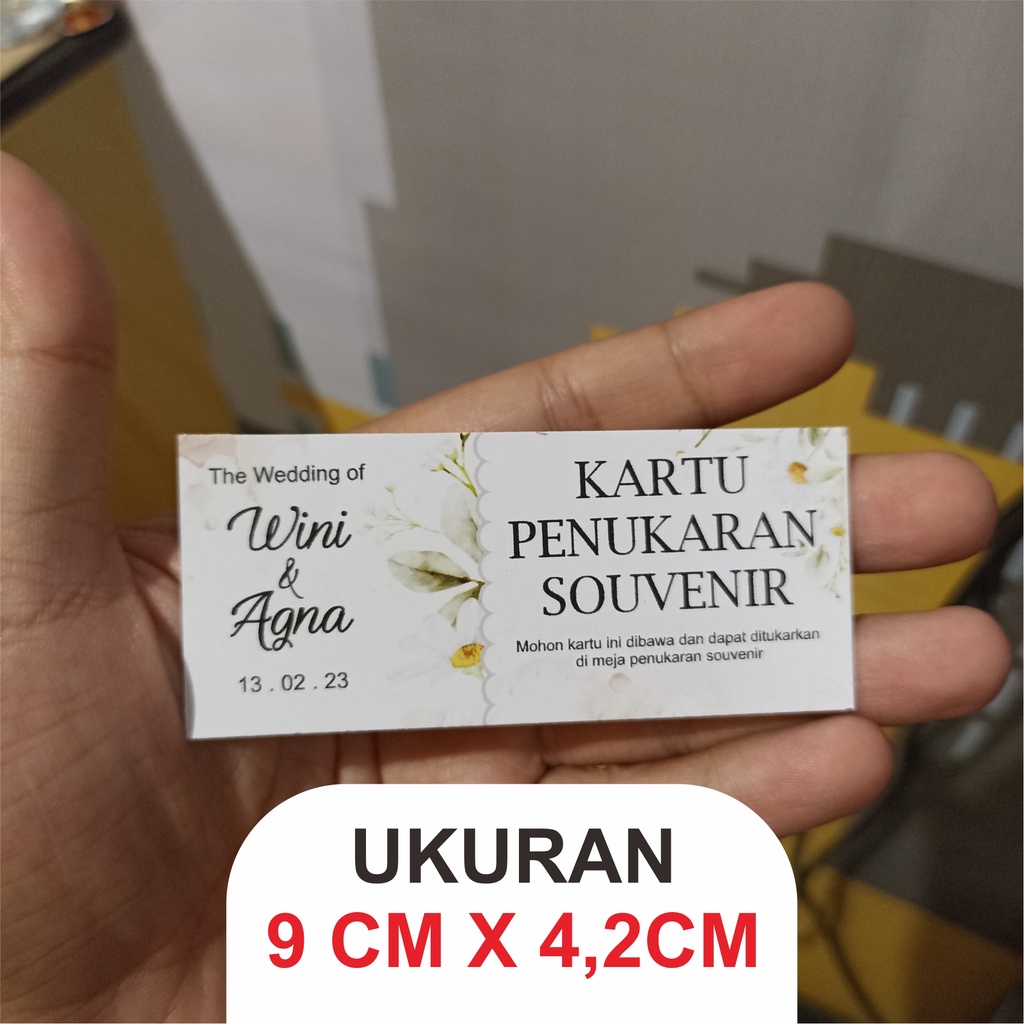 The Wedding of
Wini
&
Agna
13 . 02 . 23
KARTU
PENUKARAN
SOUVENIR
Mohon kartu ini dibawa dan dapat ditukarkan
di meja penukaran souvenir
UKURAN
9 CM X 4,2CM